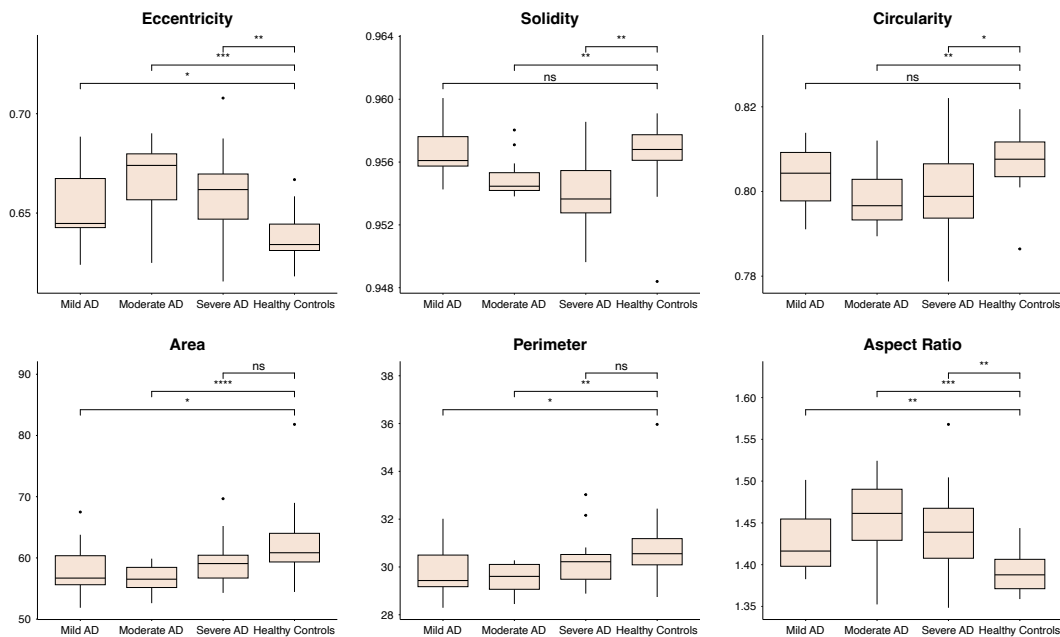 Eccentricity
**
***
*
0.70
0.65
Mild AD Moderate AD Severe AD Healthy Controls
Solidity
0.964
**
**
ns
0.960
0.956
0.952
0.948
Mild AD Moderate AD Severe AD Healthy Controls
Circularity
*
**
ns
0.82
0.80
0.78
Mild AD Moderate AD Severe AD Healthy Controls
Area
90
ns
****
*
80
70
60
50
Mild AD Moderate AD Severe AD Healthy Controls
Perimeter
38
ns
**
*
36
34
32
30
28
Mild AD Moderate AD Severe AD Healthy Controls
Aspect Ratio
**
***
1.60
**
1.55
1.50
1.45
1.40
1.35
Mild AD Moderate AD Severe AD Healthy Controls